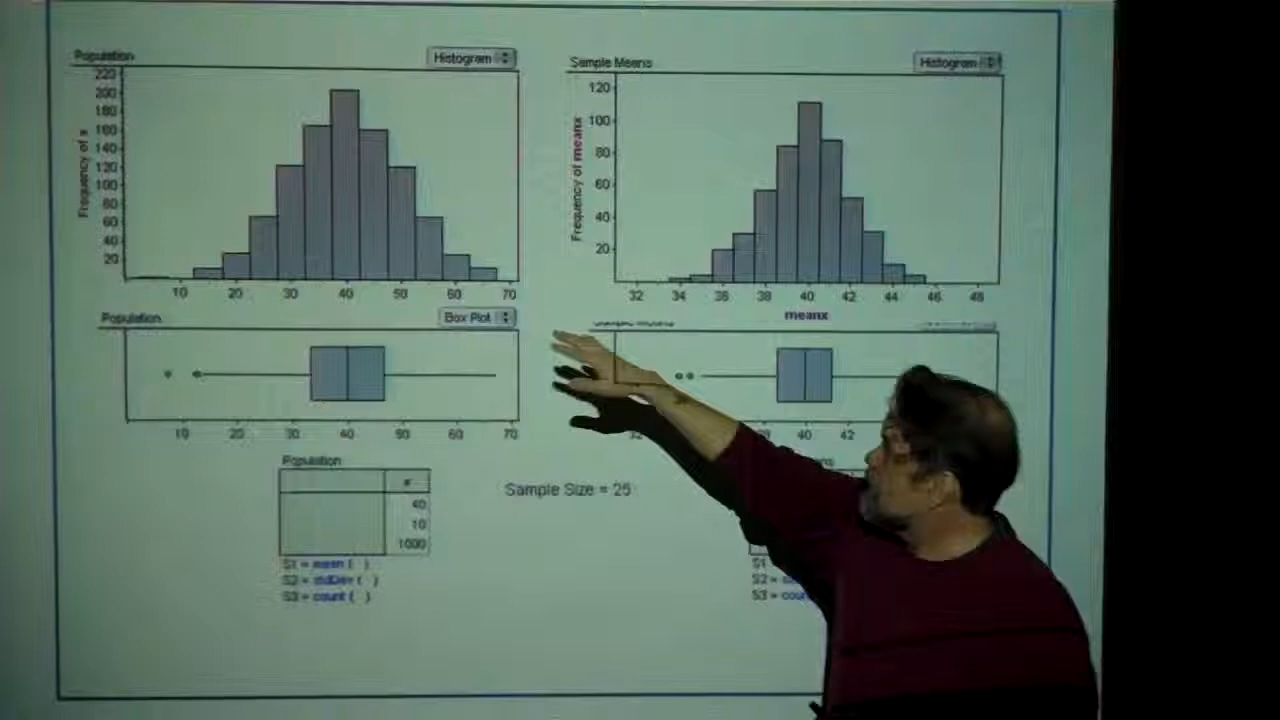 Population
Histogram
220
200
180
160
140
120
100
80
60
40
20
Frequency of x
10 20 30 40 50 60 70
Sample Means
Histogram
120
100
80
60
40
20
Frequency of meanx
32 34 36 38 40 42 44 46 48
meanx
Population
Box Plot
10 20 30 40 50 60 70
40 42
Population
40
10
1000
S1 = mean ( )
S2 = stdDev ( )
S3 = count ( )
Sample Size = 25
S1
S2 =
S3 = coun